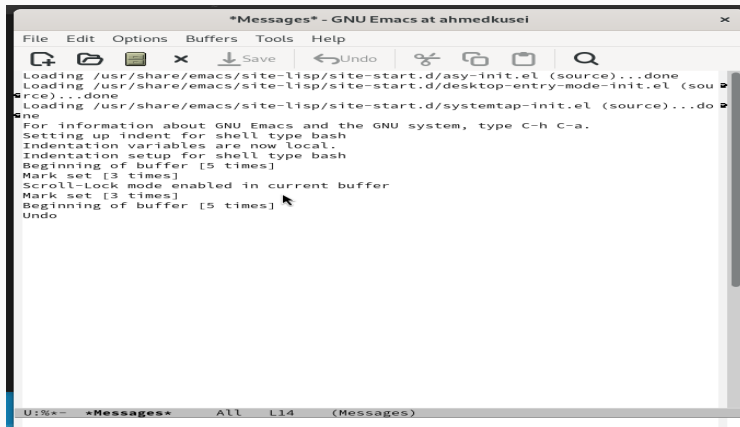 *Messages* - GNU Emacs at ahmedkusei
File Edit Options Buffers Tools Help
Save Undo
Loading /usr/share/emacs/site-lisp/site-start.d/asy-init.el (source)...done
Loading /usr/share/emacs/site-lisp/site-start.d/desktop-entry-mode-init.el (sou
rce)...done
Loading /usr/share/emacs/site-lisp/site-start.d/systemtap-init.el (source)...do
ne
For information about GNU Emacs and the GNU system, type C-h C-a.
Setting up indent for shell type bash
Indentation variables are now local.
Indentation setup for shell type bash
Beginning of buffer [5 times]
Mark set [3 times]
Scroll-Lock mode enabled in current buffer
Mark set [3 times]
Beginning of buffer [5 times]
Undo
U:%*- *Messages* All L14 (Messages)